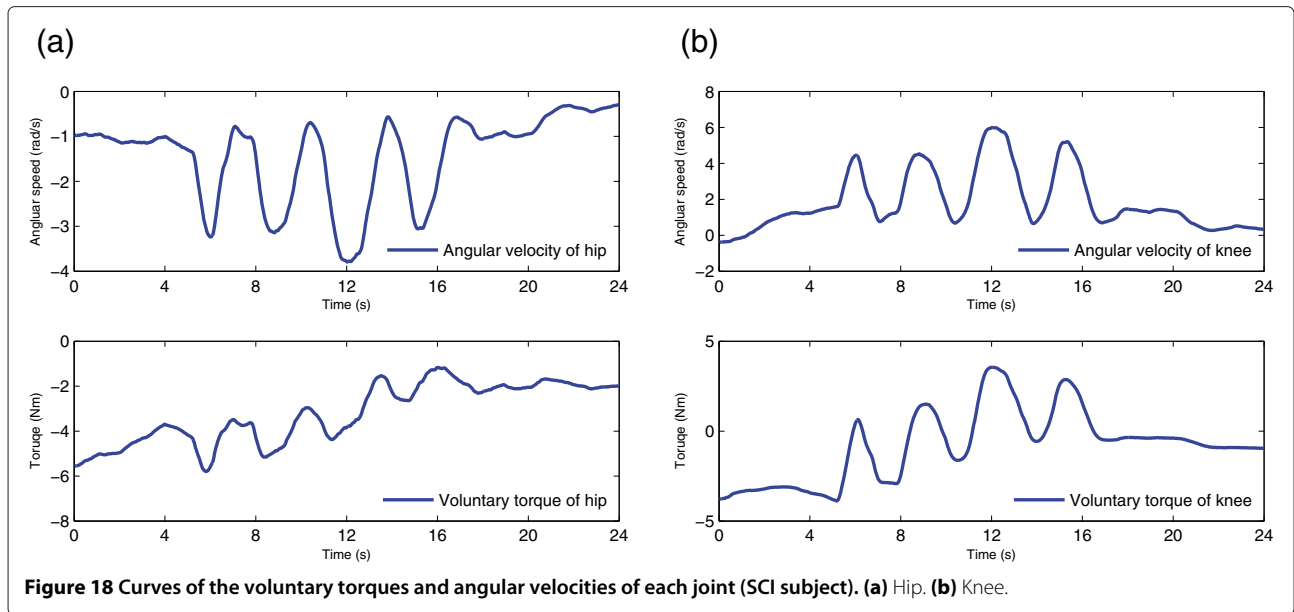 (a)
0
−1
−2
−3
−4
Angluar speed (rad/s)
Angular velocity of hip
0 4 8 12 16 20 24
Time (s)
0
−2
−4
−6
−8
Toruqe (Nm)
Voluntary torque of hip
0 4 8 12 16 20 24
Time (s)
(b)
8
6
4
2
0
−2
Angluar speed (rad/s)
Angular velocity of knee
0 4 8 12 16 20 24
Time (s)
5
0
−5
Toruqe (Nm)
Voluntary torque of knee
0 4 8 12 16 20 24
Time (s)
Figure 18 Curves of the voluntary torques and angular velocities of each joint (SCI subject). (a) Hip. (b) Knee.